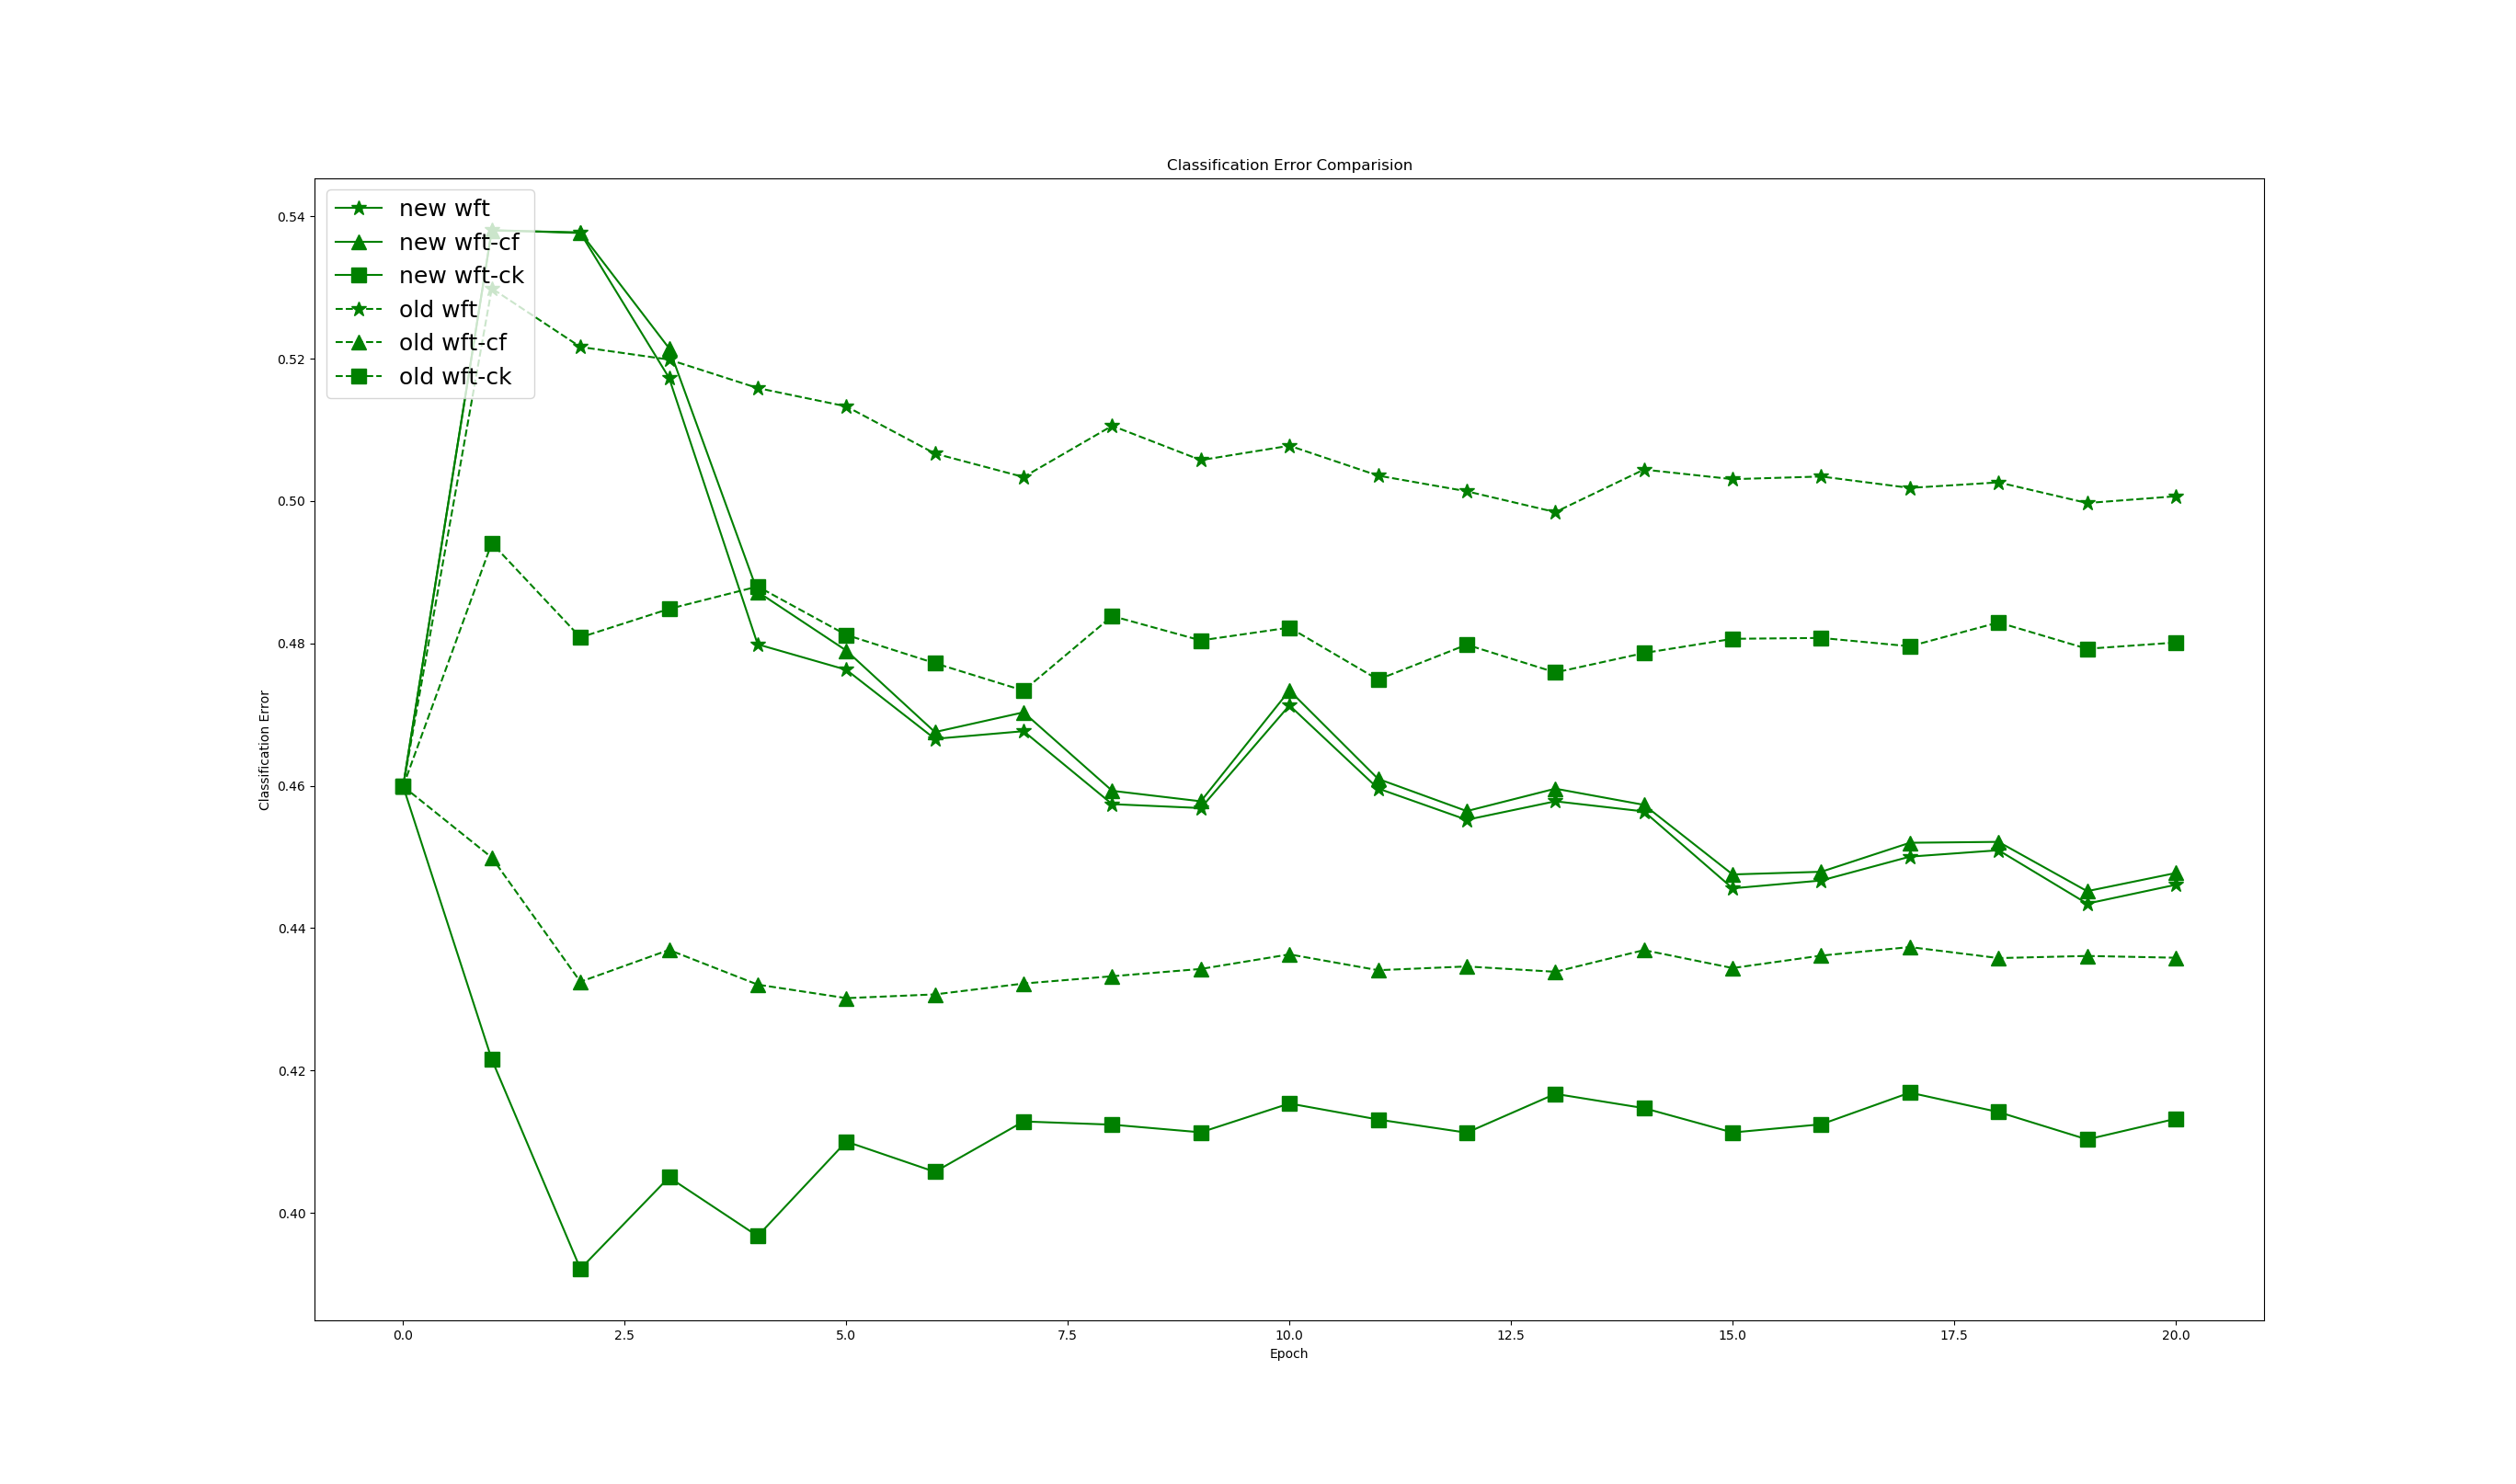 Classification Error Comparision
new wft
new wft-cf
new wft-ck
old wft
old wft-cf
old wft-ck
0.54
0.52
0.50
0.48
0.46
0.44
0.42
0.40
Classification Error
0.0 2.5 5.0 7.5 10.0 12.5 15.0 17.5 20.0
Epoch